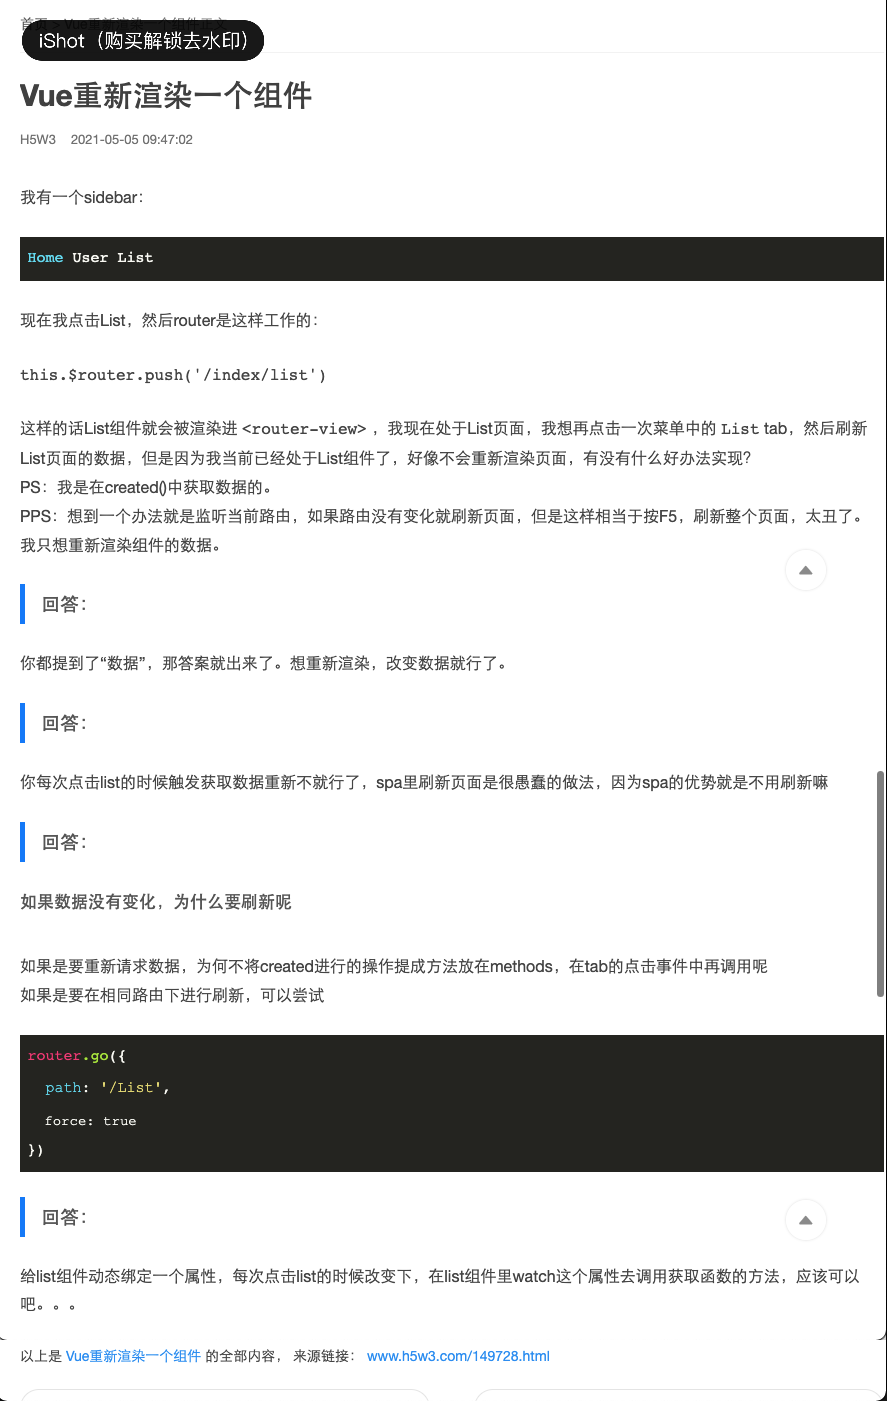 iShot（购买解锁去水印）
Vue重新渲染一个组件
H5W3 2021-05-05 09:47:02
我有一个sidebar：
Home User List
现在我点击List，然后router是这样工作的：
this.$router.push('/index/list')
这样的话List组件就会被渲染进 <router-view> ，我现在处于List页面，我想再点击一次菜单中的 List tab，然后刷新
List页面的数据，但是因为我当前已经处于List组件了，好像不会重新渲染页面，有没有什么好办法实现？
PS：我是在created()中获取数据的。
PPS：想到一个办法就是监听当前路由，如果路由没有变化就刷新页面，但是这样相当于按F5，刷新整个页面，太丑了。
我只想重新渲染组件的数据。
回答：
你都提到了“数据”，那答案就出来了。想重新渲染，改变数据就行了。
回答：
你每次点击list的时候触发获取数据重新不就行了，spa里刷新页面是很愚蠢的做法，因为spa的优势就是不用刷新嘛
回答：
如果数据没有变化，为什么要刷新呢
如果是要重新请求数据，为何不将created进行的操作提成方法放在methods，在tab的点击事件中再调用呢
如果是要在相同路由下进行刷新，可以尝试
router.go({
path: '/List',
force: true
})
回答：
给list组件动态绑定一个属性，每次点击list的时候改变下，在list组件里watch这个属性去调用获取函数的方法，应该可以
吧。。。
以上是 Vue重新渲染一个组件 的全部内容， 来源链接： www.h5w3.com/149728.html